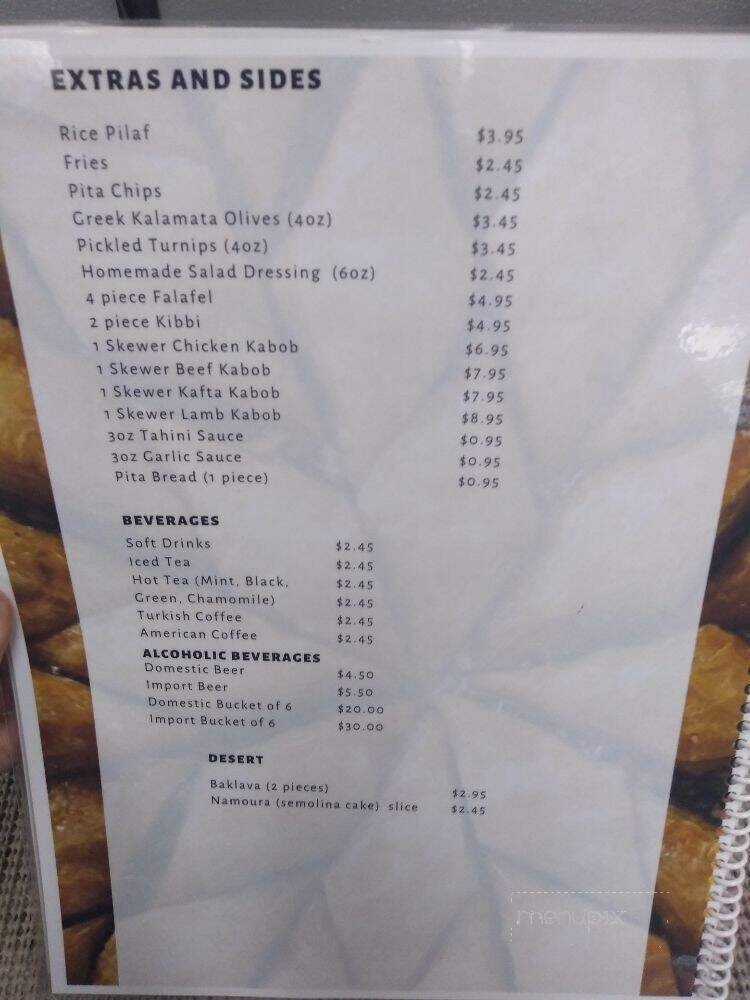 EXTRAS AND SIDES
Rice Pilaf $3.95
Fries $2.45
Pita Chips $2.45
Greek Kalamata Olives (4oz) $3.45
Pickled Turnips (4oz) $3.45
Homemade Salad Dressing (6oz) $2.45
4 piece Falafel $4.95
2 piece Kibbi $4.95
1 Skewer Chicken Kabob $6.95
1 Skewer Beef Kabob $7.95
1 Skewer Kafta Kabob $7.95
1 Skewer Lamb Kabob $8.95
3oz Tahini Sauce $0.95
3oz Garlic Sauce $0.95
Pita Bread (1 piece) $0.95
BEVERAGES
Soft Drinks $2.45
Iced Tea $2.45
Hot Tea (Mint, Black, $2.45
Green, Chamomile) $2.45
Turkish Coffee $2.45
American Coffee $2.45
ALCOHOLIC BEVERAGES
Domestic Beer $4.50
Import Beer $5.50
Domestic Bucket of 6 $20.00
Import Bucket of 6 $30.00
DESERT
Baklava (2 pieces) $2.95
Namoura (semolina cake) slice $2.45
menupix